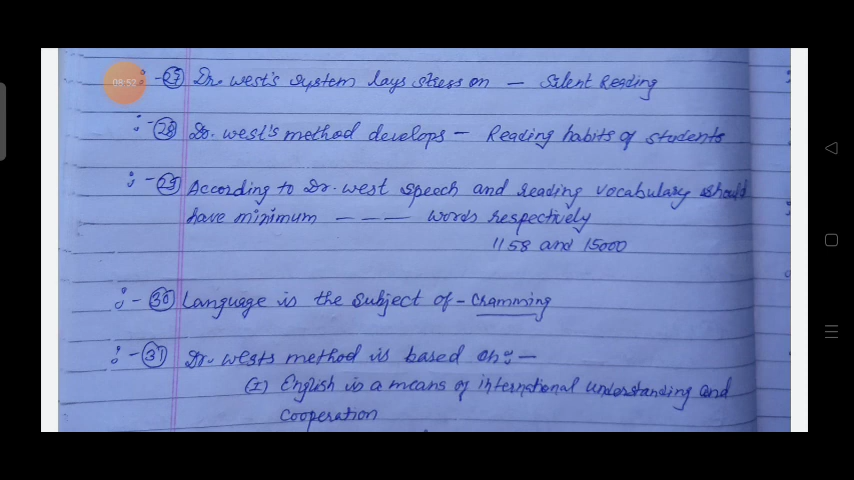 08:52
:-27 Dr. west's system lays stress on - Silent Reading
:-28 Dr. west's method develops - Reading habits of students
:-29 According to Dr. west speech and reading vocabulary should
have minimum - - - words respectively
1158 and 15000
:-30 Language is the subject of - Cramming
:-31 Dr. wests method is based on:-
(I) English is a means of international understanding and
cooperation